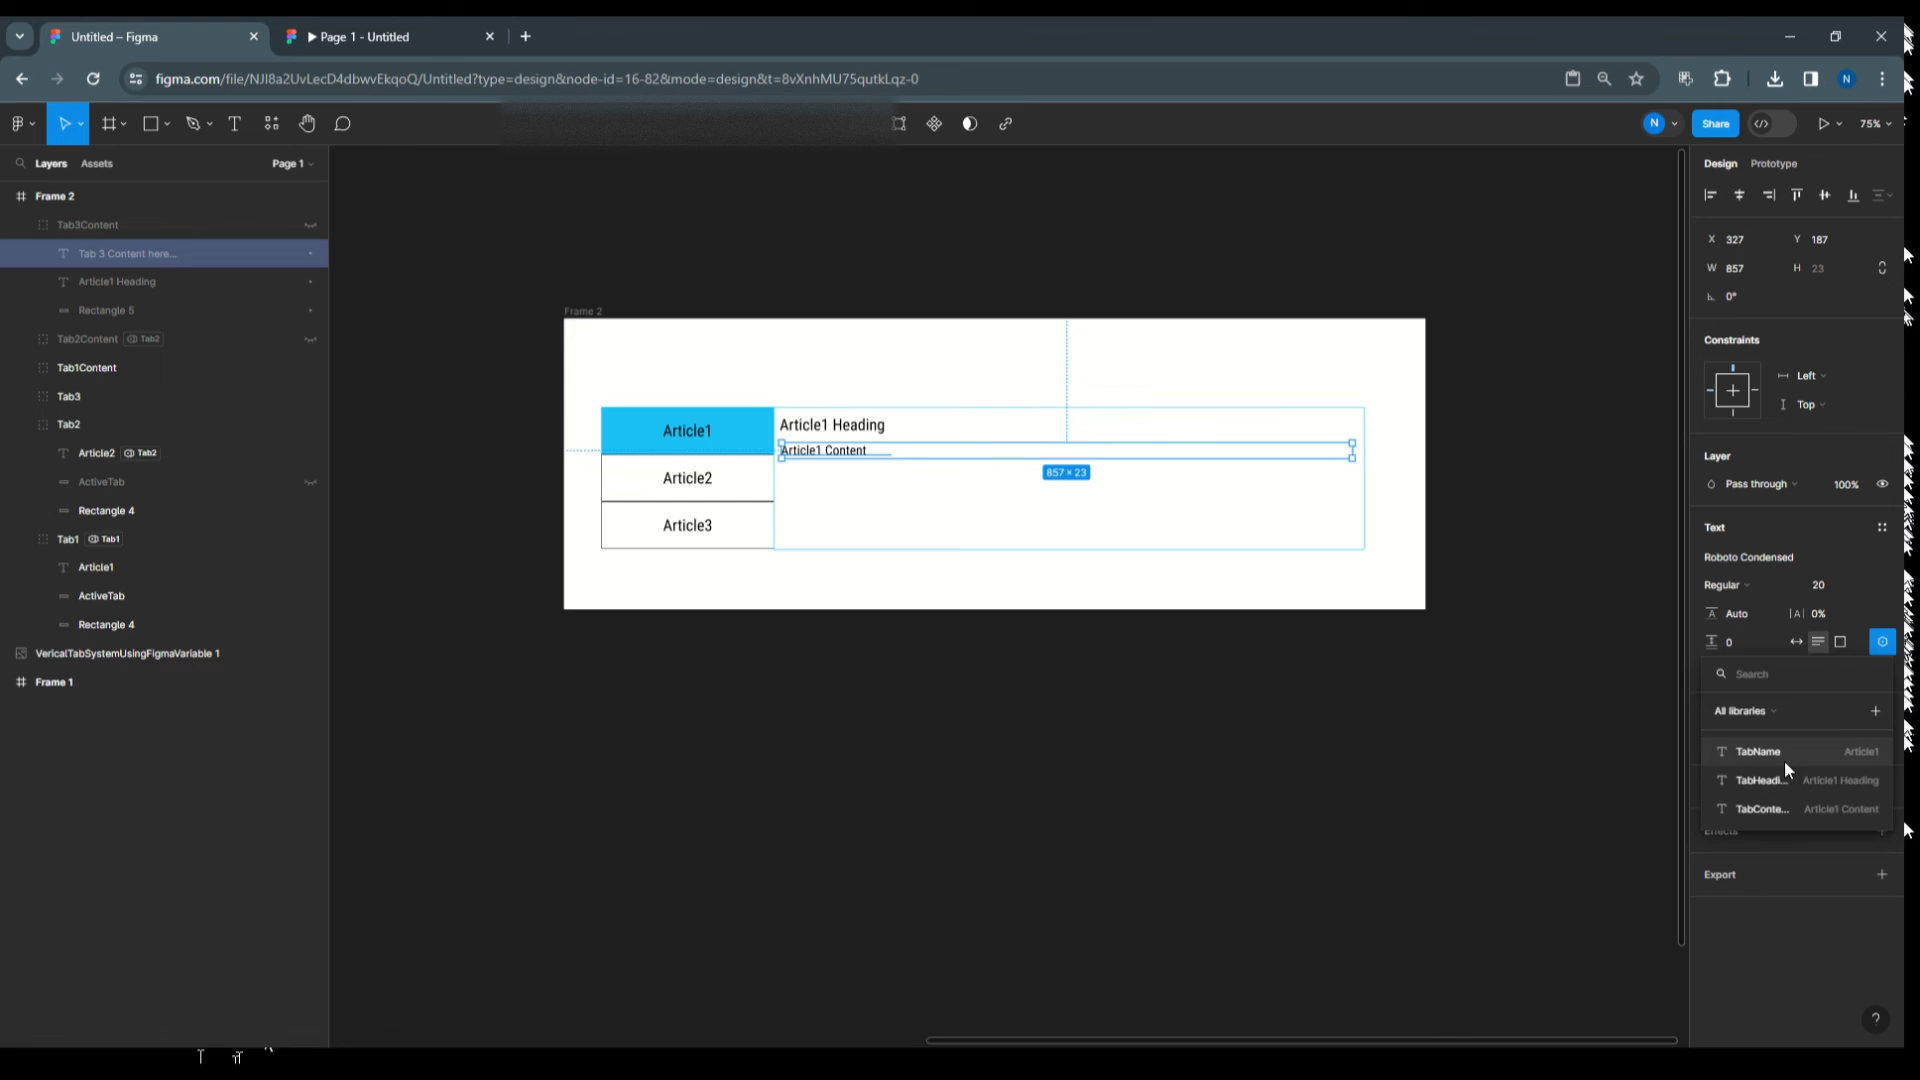 Untitled – Figma
▶ Page 1 - Untitled
figma.com/file/NJI8a2UvLecD4dbwvEkqoQ/Untitled?type=design&node-id=16-82&mode=design&t=8vXnhMU75qutkLqz-0
N
N
Share
75%
Layers
Assets
Page 1
Design
Prototype
Frame 2
Tab3Content
Tab 3 Content here...
Article1 Heading
Rectangle 5
Tab2Content
Tab2
Tab1Content
Tab3
Tab2
Article2
Tab2
ActiveTab
Rectangle 4
Tab1
Tab1
Article1
ActiveTab
Rectangle 4
VericalTabSystemUsingFigmaVariable 1
Frame 1
Frame 2
Article1
Article1 Heading
Article1 Content
857 × 23
Article2
Article3
X 327
Y 187
W 857
H 23
0°
Constraints
Left
Top
Layer
Pass through
100%
Text
Roboto Condensed
Regular
20
Auto
0%
0
Search
All libraries
TabName
Article1
TabHeadi...
Article1 Heading
TabConte...
Article1 Content
Effects
Export
?